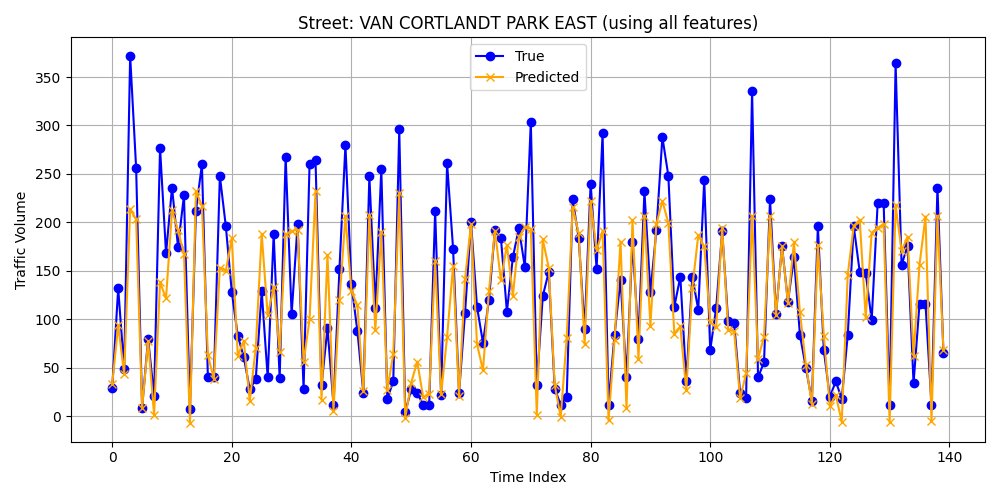 Street: VAN CORTLANDT PARK EAST (using all features)
True
Predicted
Traffic Volume
350
300
250
200
150
100
50
0
0 20 40 60 80 100 120 140
Time Index